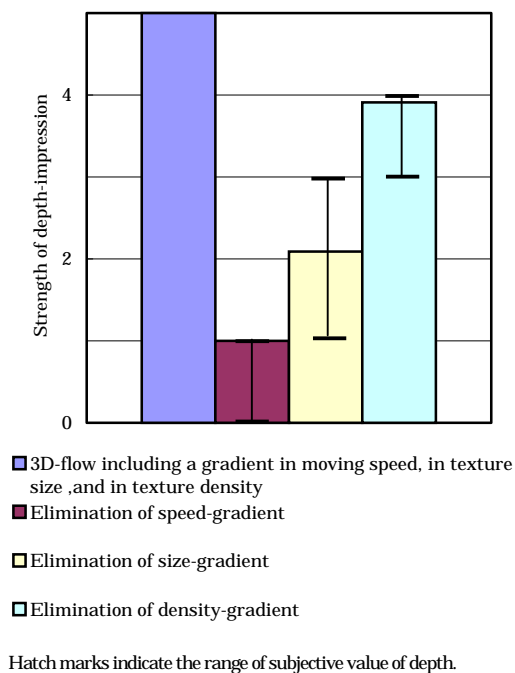 Strength of depth-impression
4
2
0
3D-flow including a gradient in moving speed, in texture
size ,and in texture density
Elimination of speed-gradient
Elimination of size-gradient
Elimination of density-gradient
Hatch marks indicate the range of subjective value of depth.